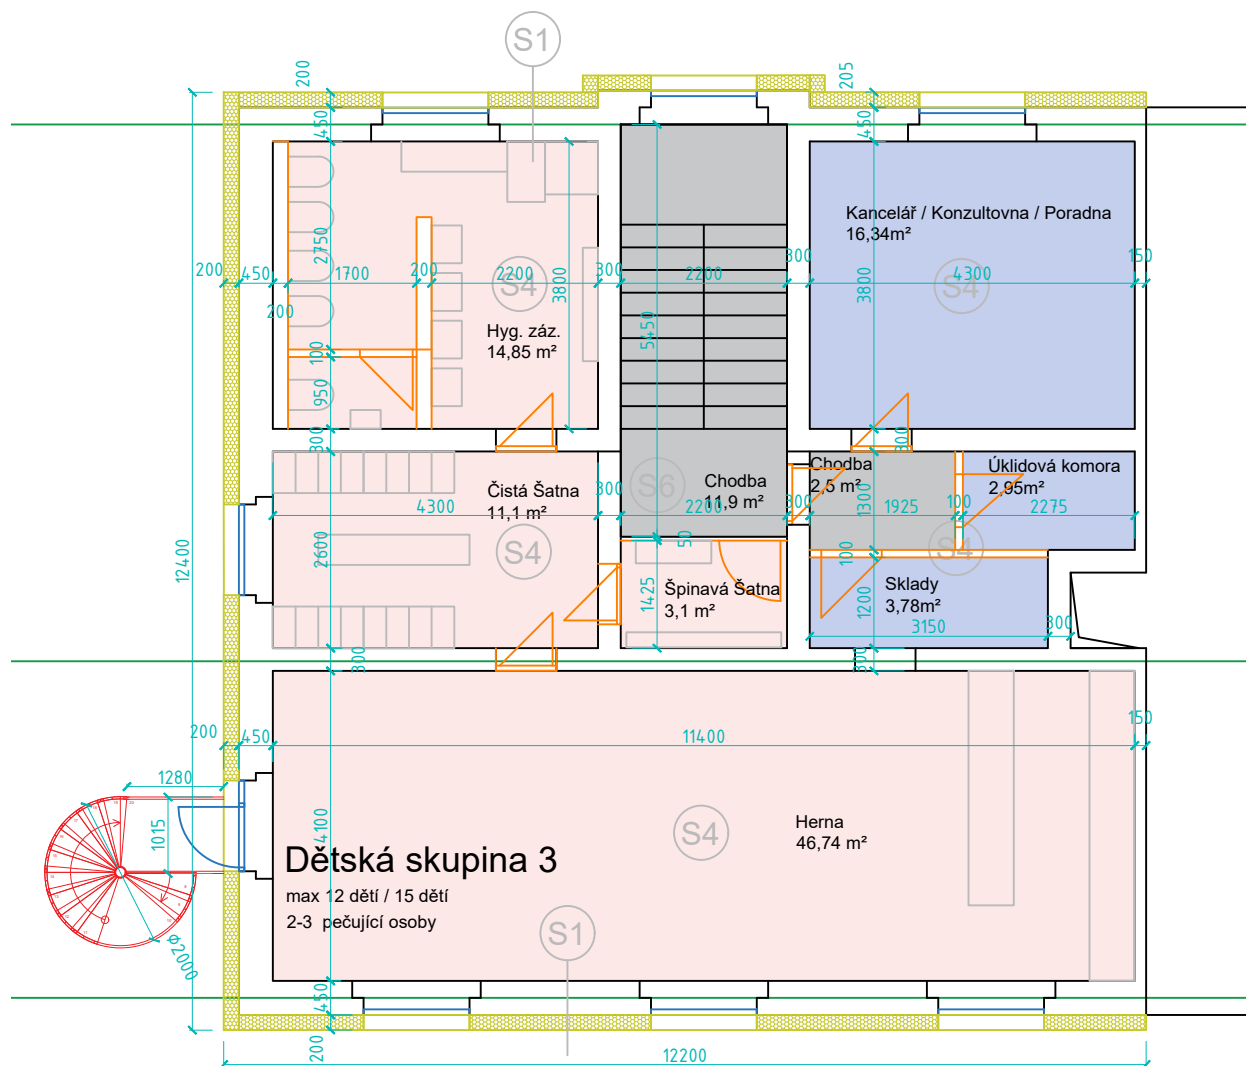 S1
200
205
450
450
Kancelář / Konzultovna / Poradna
16,34m²
2750
3800
5450
3800
200
450
1700
200
2200
300
2200
300
4300
150
S4
S4
200
Hyg. záz.
14,85 m²
100
950
300
300
Čistá Šatna
11,1 m²
S6
Chodba
11,9 m²
Chodba
2,5 m²
Úklidová komora
2,95m²
4300
300
2200
300
1925
100
2275
1300
12400
2600
S4
50
S4
100
1425
Špinavá Šatna
3,1 m²
Sklady
3,78m²
1200
3150
300
300
300
200
450
11400
150
1280
1015
4100
S4
Herna
46,74 m²
Dětská skupina 3
max 12 dětí / 15 dětí
2-3 pečující osoby
S1
⌀2000
450
200
12200